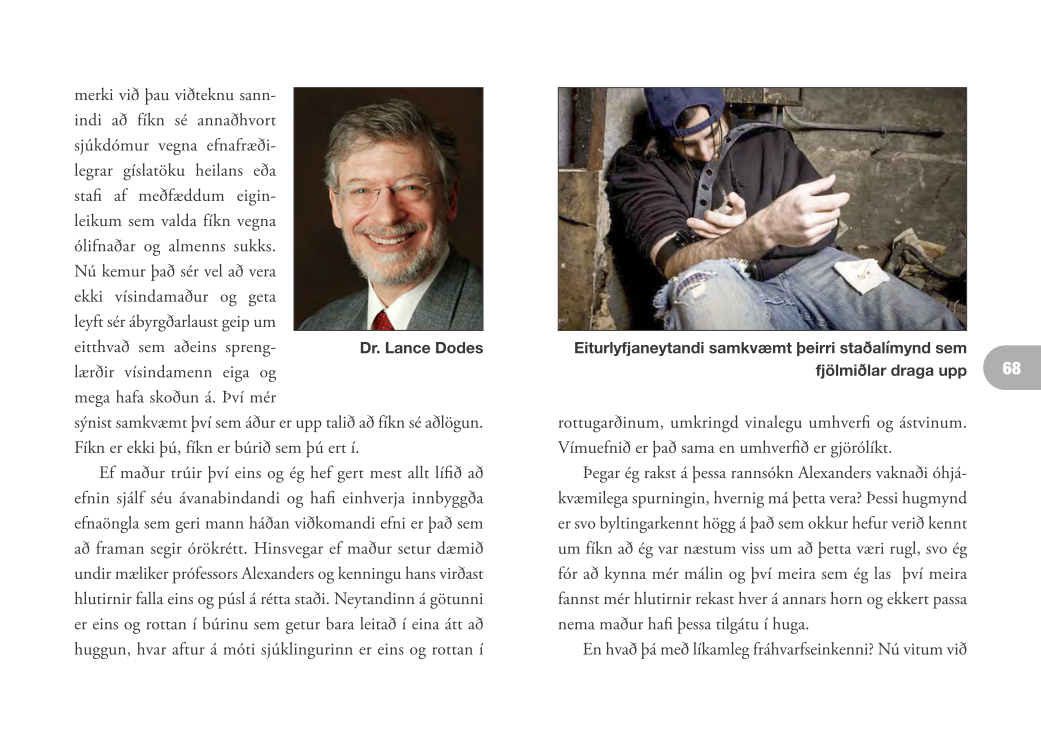 merki við þau viðteknu sann-
indi að fíkn sé annaðhvort
sjúkdómur vegna efnafræði-
legrar gíslatöku heilans eða
stafi af meðfæddum eigin-
leikum sem valda fíkn vegna
ólifnaðar og almenns sukks.
Nú kemur það sér vel að vera
ekki vísindamaður og geta
leyft sér ábyrgðarlaust geip um
eitthvað sem aðeins spreng-
lærðir vísindamenn eiga og
mega hafa skoðun á. Því mér
sýnist samkvæmt því sem áður er upp talið að fíkn sé aðlögun.
Fíkn er ekki þú, fíkn er búrið sem þú ert í.
Ef maður trúir því eins og ég hef gert mest allt lífið að
efnin sjálf séu ávanabindandi og hafi einhverja innbyggða
efnaöngla sem geri mann háðan viðkomandi efni er það sem
að framan segir órökrétt. Hinsvegar ef maður setur dæmið
undir mæliker prófessors Alexanders og kenningu hans virðast
hlutirnir falla eins og púsl á rétta staði. Neytandinn á götunni
er eins og rottan í búrinu sem getur bara leitað í eina átt að
huggun, hvar aftur á móti sjúklingurinn er eins og rottan í
Dr. Lance Dodes
Eiturlyfjaneytandi samkvæmt þeirri staðalímynd sem
fjölmiðlar draga upp
68
rottugarðinum, umkringd vinalegu umhverfi og ástvinum.
Vímuefnið er það sama en umhverfið er gjörólíkt.
Þegar ég rakst á þessa rannsókn Alexanders vaknaði óhjá-
kvæmilega spurningin, hvernig má þetta vera? Þessi hugmynd
er svo byltingarkennt högg á það sem okkur hefur verið kennt
um fíkn að ég var næstum viss um að þetta væri rugl, svo ég
fór að kynna mér málin og því meira sem ég las því meira
fannst mér hlutirnir rekast hver á annars horn og ekkert passa
nema maður hafi þessa tilgátu í huga.
En hvað þá með líkamleg fráhvarfseinkenni? Nú vitum við